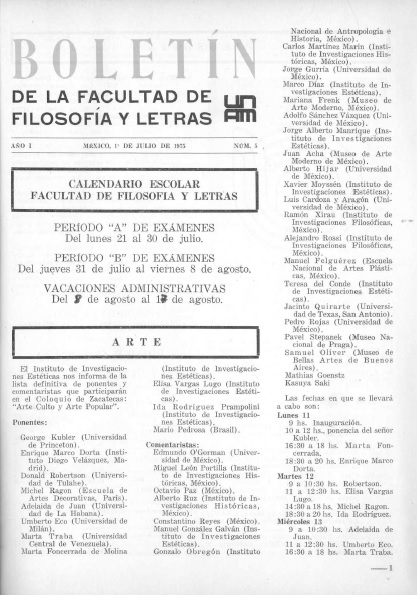 BOLETÍN
DE LA FACULTAD DE
FILOSOFÍA Y LETRAS
UNAM
AÑO I
MÉXICO, 1º DE JULIO DE 1975
NÚM. 5
CALENDARIO ESCOLAR
FACULTAD DE FILOSOFIA Y LETRAS
PERIODO "A" DE EXÁMENES
Del lunes 21 al 30 de julio.
PERIODO "B" DE EXÁMENES
Del jueves 31 de julio al viernes 8 de agosto.
VACACIONES ADMINISTRATIVAS
Del de agosto al de agosto.
ARTE
El Instituto de Investigacio-
nes Estéticas nos informa de la
lista definitiva de ponentes y
comentaristas que participarán
en el Coloquio de Zacatecas:
"Arte Culto y Arte Popular".
Ponentes:
George Kubler (Universidad
de Princeton).
Enrique Marco Dorta (Insti-
tuto Diego Velázquez, Ma-
drid).
Donald Robertson (Universi-
dad de Tulahe).
Michel Ragon (Escuela de
Artes Decorativas, París).
Adelaida de Juan (Universi-
dad de La Habana).
Umberto Eco (Universidad de
Milán).
Marta Traba (Universidad
Central de Venezuela).
Marta Foncerrada de Molina
(Instituto de Investigaciones
Estéticas).
Elisa Vargas Lugo (Instituto
de Investigaciones Estéti-
cas).
Ida Rodríguez Prampolini
(Instituto de Investigacio-
nes Estéticas).
Mario Pedrosa (Brasil).
Comentaristas:
Edmundo O'Gorman (Univer-
sidad de México).
Miguel León Portilla (Institu-
to de Investigaciones His-
tóricas, México).
Octavio Paz (México).
Alberto Ruz (Instituto de In-
vestigaciones Históricas,
México).
Constantino Reyes (México).
Manuel González Galván (Ins-
tituto de Investigaciones
Estéticas).
Gonzalo Obregón (Instituto
Nacional de Antropología e
Historia, México).
Carlos Martínez Marín (Insti-
tuto de Investigaciones His-
tóricas, México).
Jorge Gurría (Universidad de
México).
Marco Díaz (Instituto de In-
vestigaciones Estéticas).
Mariana Frenk (Museo de
Arte Moderno, México).
Adolfo Sánchez Vázquez (Uni-
versidad de México).
Jorge Alberto Manrique (Ins-
tituto de Investigaciones
Estéticas).
Juan Acha (Museo de Arte
Moderno de México).
Alberto Híjar (Universidad
de México).
Xavier Moyssén (Instituto de
Investigaciones Estéticas).
Luis Cardoza y Aragón (Uni-
versidad de México).
Ramón Xirau (Instituto de
Investigaciones Filosóficas,
México).
Alejandro Rossi (Instituto de
Investigaciones Filosóficas,
México).
Manuel Felguérez (Escuela
Nacional de Artes Plásti-
cas, México).
Teresa del Conde (Instituto
de Investigaciones Estéti-
cas).
Jacinto Quirarte (Universi-
dad de Texas, San Antonio).
Pedro Rojas (Universidad de
México).
Pavel Stepanek (Museo Na-
cional de Praga).
Samuel Oliver (Museo de
Bellas Artes de Buenos
Aires).
Mathias Goenstz
Kasuya Saki
Las fechas en que se llevará
a cabo son:
Lunes 11
9 hs. Inauguración.
10 a 12 hs., ponencia del señor
Kubler.
16:30 a 18 hs. Marta Fon-
cerrada.
18:30 a 20 hs. Enrique Marco
Dorta.
Martes 12
9 a 10:30 hs. Robertson.
11 a 12:30 hs. Elisa Vargas
Lugo.
14:30 a 18 hs, Michel Ragon.
18:30 a 20 hs. Ida Rodríguez.
Miércoles 13
9 a 10:30 hs. Adelaida de
Juan.
11 a 12:30 hs. Umberto Eco.
16:30 a 18 hs. Marta Traba.
1